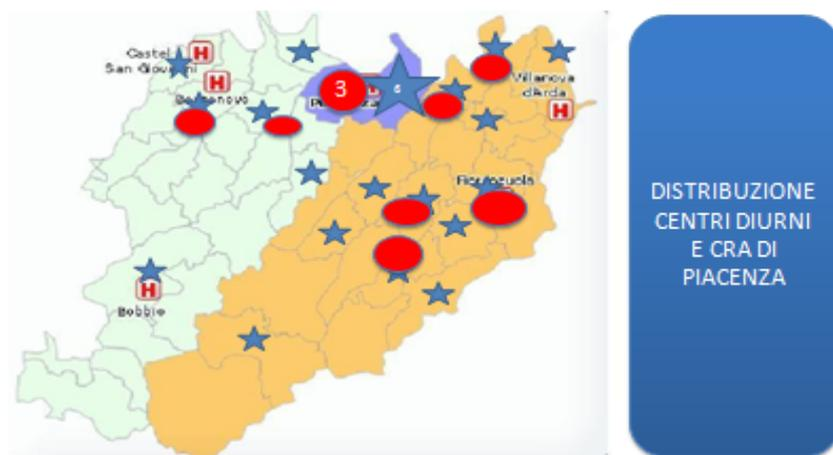 Castel
San Giovanni
H
H
3
6
Villanova
d'Arda
H
H
Bobbio
DISTRIBUZIONE
CENTRI DIURNI
E CRA DI
PIACENZA